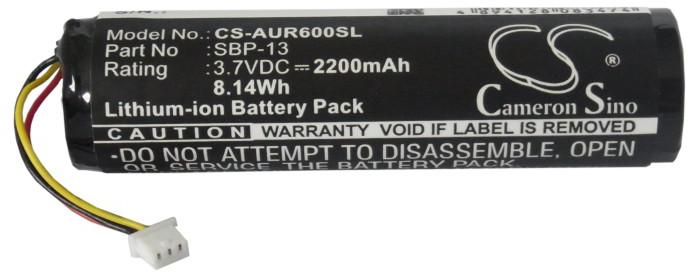 Model No.: CS-AUR600SL
Part No : SBP-13
Rating : 3.7VDC⎓2200mAh
8.14Wh
Lithium-ion Battery Pack
Cameron Sino
®
CAUTION WARRANTY VOID IF LABEL IS REMOVED
·DO NOT ATTEMPT TO DISASSEMBLE, OPEN
OR SERVICE THE BATTERY PACK.